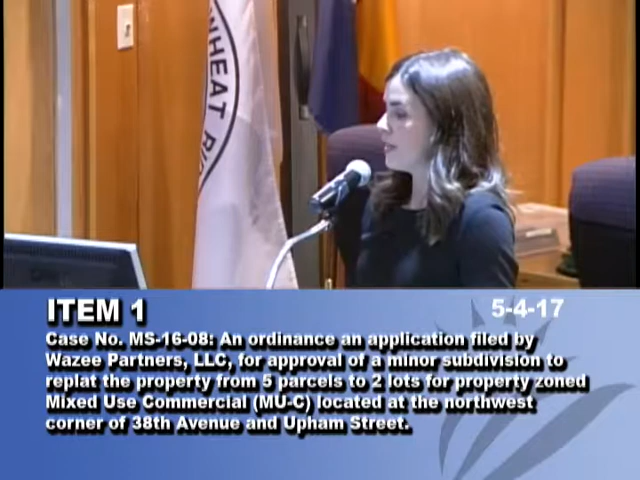 NHEAT
RI
ITEM 1
5-4-17
Case No. MS-16-08: An ordinance an application filed by
Wazee Partners, LLC, for approval of a minor subdivision to
replat the property from 5 parcels to 2 lots for property zoned
Mixed Use Commercial (MU-C) located at the northwest
corner of 38th Avenue and Upham Street.